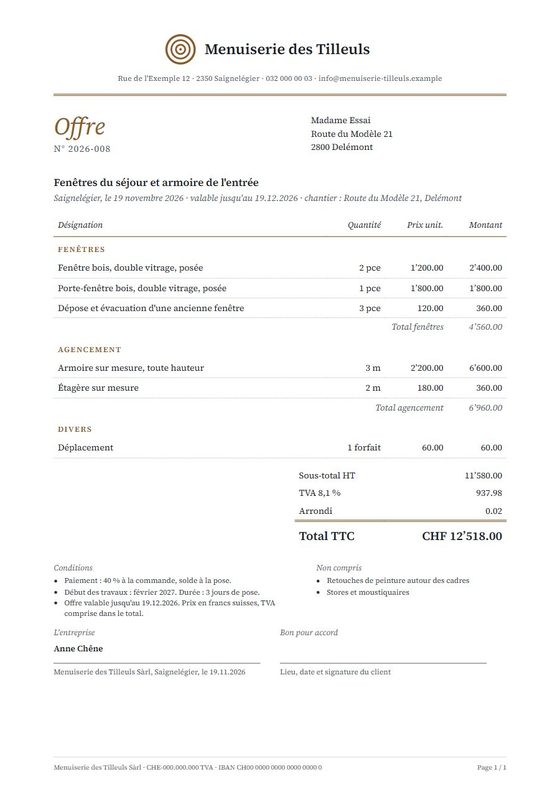 Menuiserie des Tilleuls
Rue de l'Exemple 12 · 2350 Saignelégier · 032 000 00 03 · info@menuiserie-tilleuls.example
Offre
N° 2026-008
Madame Essai
Route du Modèle 21
2800 Delémont
Fenêtres du séjour et armoire de l'entrée
Saignelégier, le 19 novembre 2026 · valable jusqu'au 19.12.2026 · chantier : Route du Modèle 21, Delémont
Désignation Quantité Prix unit. Montant
FENÊTRES
Fenêtre bois, double vitrage, posée 2 pce 1'200.00 2'400.00
Porte-fenêtre bois, double vitrage, posée 1 pce 1'800.00 1'800.00
Dépose et évacuation d'une ancienne fenêtre 3 pce 120.00 360.00
Total fenêtres 4'560.00
AGENCEMENT
Armoire sur mesure, toute hauteur 3 m 2'200.00 6'600.00
Étagère sur mesure 2 m 180.00 360.00
Total agencement 6'960.00
DIVERS
Déplacement 1 forfait 60.00 60.00
Sous-total HT 11'580.00
TVA 8,1 % 937.98
Arrondi 0.02
Total TTC CHF 12'518.00
Conditions
• Paiement : 40 % à la commande, solde à la pose.
• Début des travaux : février 2027. Durée : 3 jours de pose.
• Offre valable jusqu'au 19.12.2026. Prix en francs suisses, TVA
comprise dans le total.
Non compris
• Retouches de peinture autour des cadres
• Stores et moustiquaires
L'entreprise
Anne Chêne
Menuiserie des Tilleuls Sàrl, Saignelégier, le 19.11.2026
Bon pour accord
Lieu, date et signature du client
Menuiserie des Tilleuls Sàrl · CHE-000.000.000 TVA · IBAN CH00 0000 0000 0000 0000 0
Page 1 / 1